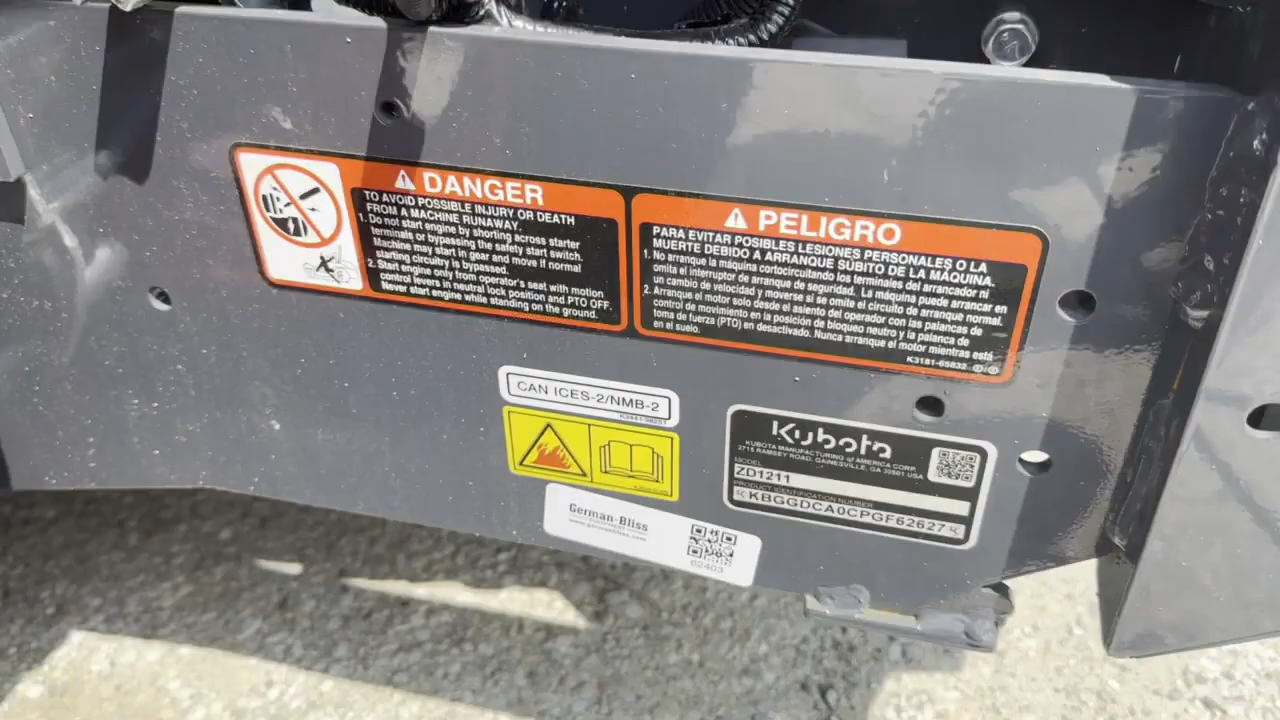 DANGER
TO AVOID POSSIBLE INJURY OR DEATH
FROM A MACHINE RUNAWAY.
1. Do not start engine by shorting across starter
terminals or bypassing the safety start switch.
Machine may start in gear and move if normal
starting circuitry is bypassed.
2. Start engine only from operator's seat with motion
control levers in neutral lock position and PTO OFF.
Never start engine while standing on the ground.
PELIGRO
PARA EVITAR POSIBLES LESIONES PERSONALES O LA
MUERTE DEBIDO A ARRANQUE SÚBITO DE LA MÁQUINA.
1. No arranque la máquina cortocircuitando los terminales del arrancador ni
omita el interruptor de arranque de seguridad. La máquina puede arrancar en
un cambio de velocidad y moverse si se omite el circuito de arranque normal.
2. Arranque el motor solo desde el asiento del operador con las palancas de
control de movimiento en la posición de bloqueo neutro y la palanca de
toma de fuerza (PTO) en desactivado. Nunca arranque el motor mientras está
en el suelo.
K3181-65832
CAN ICES-2/NMB-2
Kubota
KUBOTA MANUFACTURING of AMERICA CORP.
2715 RAMSEY ROAD, GAINESVILLE, GA 30501 USA
MODEL
ZD1211
PRODUCT IDENTIFICATION NUMBER
KBGGDCA0CPGF62627
German-Bliss
EQUIPMENT
www.germanbliss.com
62403